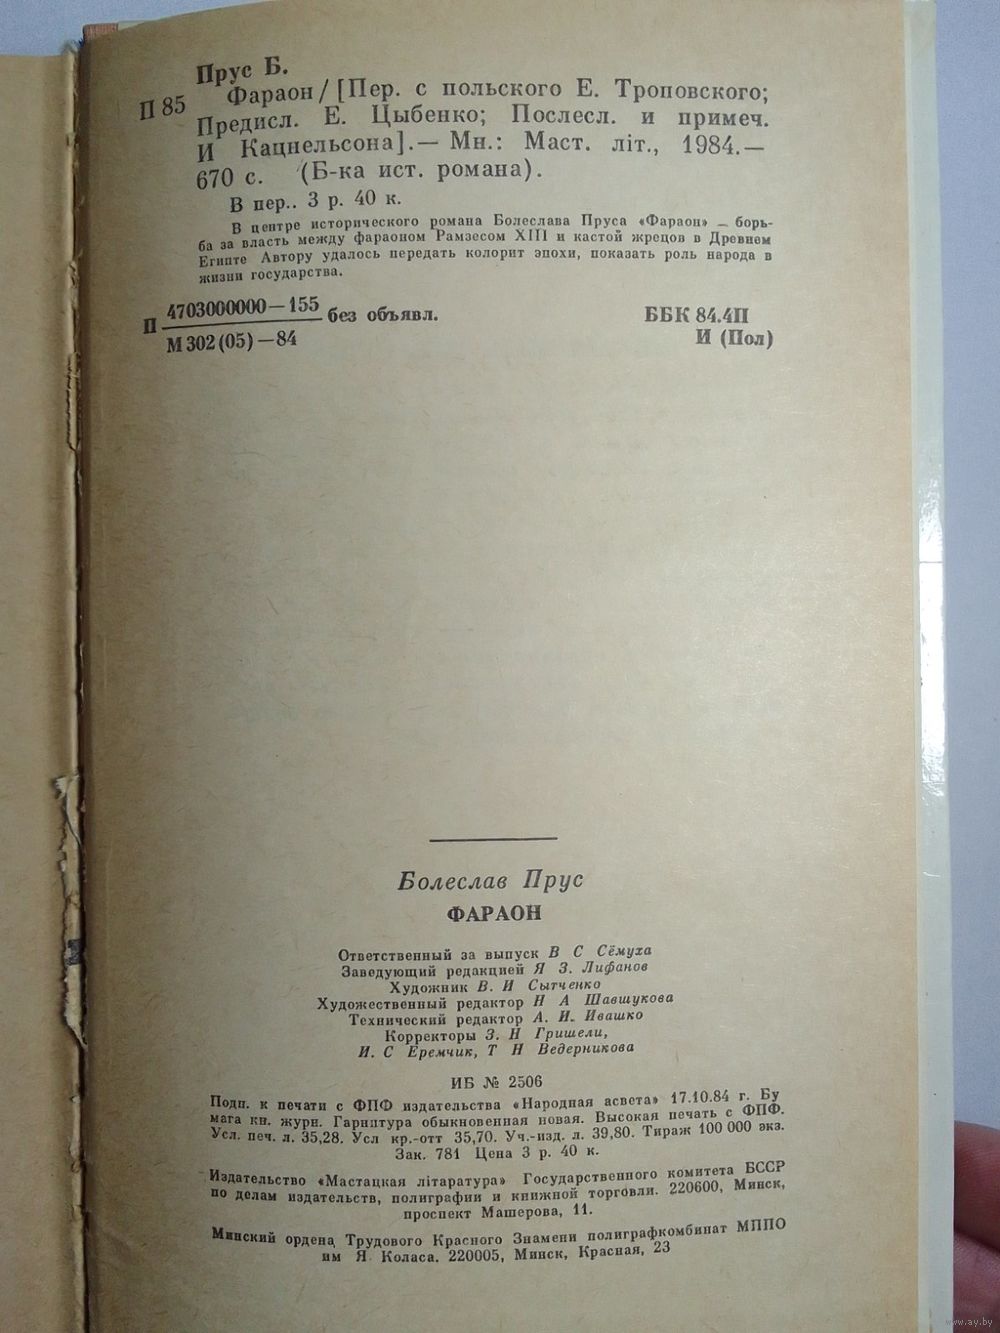 Прус Б.
П 85
Фараон / [Пер. с польского Е. Троповского;
Предисл. Е. Цыбенко; Послесл. и примеч.
И Кацнельсона].— Мн.: Маст. літ., 1984.—
670 с. (Б-ка ист. романа).
В пер.. 3 р. 40 к.
В центре исторического романа Болеслава Пруса «Фараон» — борь-
ба за власть между фараоном Рамзесом XIII и кастой жрецов в Древнем
Египте Автору удалось передать колорит эпохи, показать роль народа в
жизни государства.
П 4703000000—155 без объявл.
М 302 (05) —84
ББК 84.4П
И (Пол)
Болеслав Прус
ФАРАОН
Ответственный за выпуск В С Сёмуха
Заведующий редакцией Я З. Лифанов
Художник В. И Сытченко
Художественный редактор Н А Шавшукова
Технический редактор А. И. Ивашко
Корректоры З. Н Гришели,
И. С Еремчик, Т Н Ведерникова
ИБ № 2506
Подп. к печати с ФПФ издательства «Народная асвета» 17.10.84 г. Бу
мага кн. журн. Гарнитура обыкновенная новая. Высокая печать с ФПФ.
Усл. печ. л. 35,28. Усл кр.-отт 35,70. Уч.-изд. л. 39,80. Тираж 100 000 экз.
Зак. 781 Цена 3 р. 40 к.
Издательство «Мастацкая літаратура» Государственного комитета БССР
по делам издательств, полиграфии и книжной торговли. 220600, Минск,
проспект Машерова, 11.
Минский ордена Трудового Красного Знамени полиграфкомбинат МППО
им Я Коласа. 220005, Минск, Красная, 23
www.ay.by